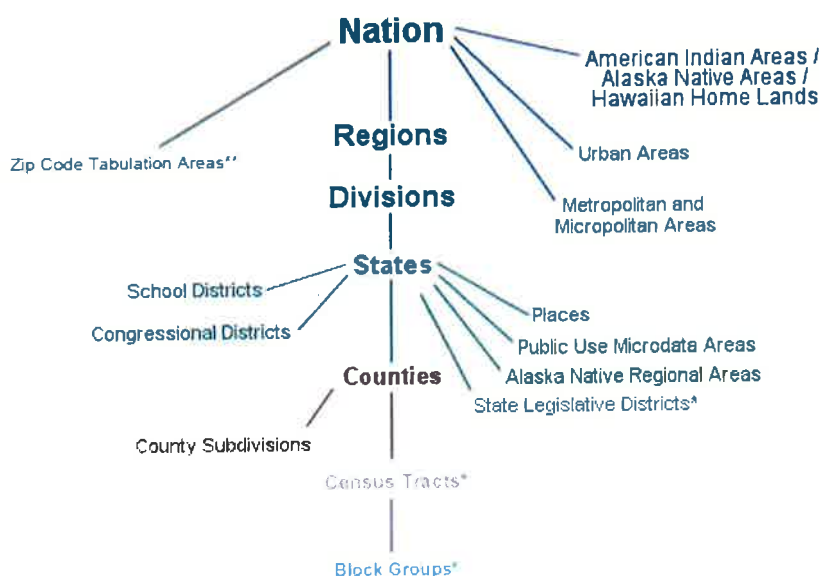 Nation
American Indian Areas /
Alaska Native Areas /
Hawaiian Home Lands
Regions
Zip Code Tabulation Areas**
Urban Areas
Divisions
Metropolitan and
Micropolitan Areas
States
School Districts
Congressional Districts
Places
Public Use Microdata Areas
Alaska Native Regional Areas
State Legislative Districts*
Counties
County Subdivisions
Census Tracts*
Block Groups*